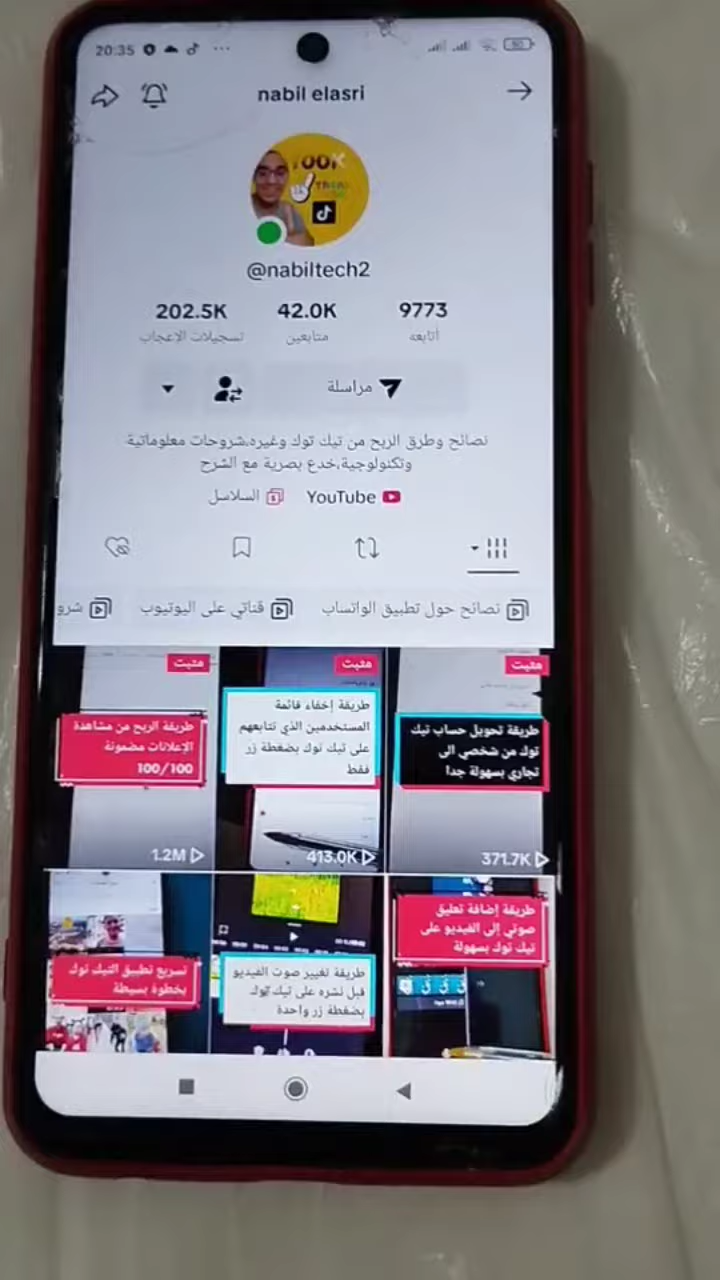 20:35
nabil elasri
100K
@nabiltech2
202.5K
42.0K
9773
تسجيلات الإعجاب
متابعين
أتابعه
مراسلة
نصائح وطرق الربح من تيك توك وغيره،شروحات معلوماتية
وتكنولوجية،خدع بصرية مع الشرح
YouTube
السلاسل
نصائح حول تطبيق الواتساب
قناتي على اليوتيوب
شرو
مثبت
طريقة تحويل حساب تيك
توك من شخصي الى
تجاري بسهولة جدا
371.7K
مثبت
طريقة إخفاء قائمة
المستخدمين الذي تتابعهم
على تيك توك بضغطة زر
فقط
413.0K
مثبت
طريقة الربح من مشاهدة
الإعلانات مضمونة
100/100
1.2M
طريقة إضافة تعليق
صوتي إلى الفيديو على
تيك توك بسهولة
طريقة تغيير صوت الفيديو
قبل نشره على تيك توك
بضغطة زر واحدة
تسريع تطبيق التيك توك
بخطوة بسيطة